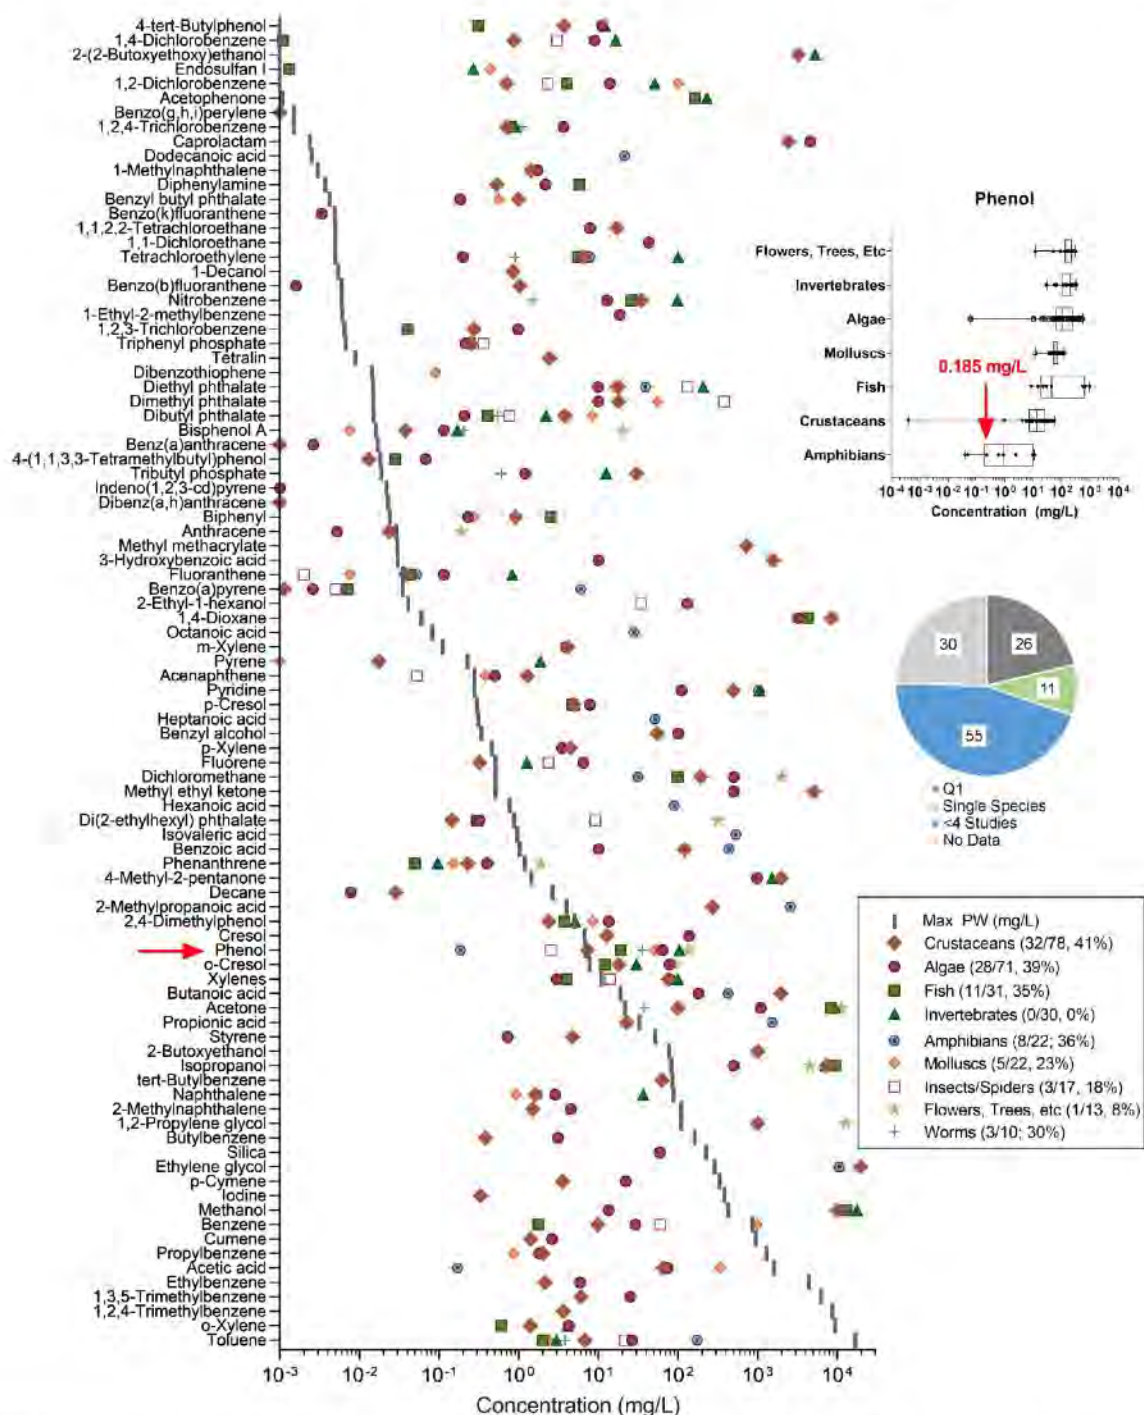 4-tert-Butylphenol
1,4-Dichlorobenzene
2-(2-Butoxyethoxy)ethanol
Endosulfan I
1,2-Dichlorobenzene
Acetophenone
Benzo(g,h,i)perylene
1,2,4-Trichlorobenzene
Caprolactam
Dodecanoic acid
1-Methylnaphthalene
Diphenylamine
Benzyl butyl phthalate
Benzo(k)fluoranthene
1,1,2,2-Tetrachloroethane
1,1-Dichloroethane
Tetrachloroethylene
1-Decanol
Benzo(b)fluoranthene
Nitrobenzene
1-Ethyl-2-methylbenzene
1,2,3-Trichlorobenzene
Triphenyl phosphate
Tetralin
Dibenzothiophene
Diethyl phthalate
Dimethyl phthalate
Dibutyl phthalate
Bisphenol A
Benz(a)anthracene
4-(1,1,3,3-Tetramethylbutyl)phenol
Tributyl phosphate
Indeno(1,2,3-cd)pyrene
Dibenz(a,h)anthracene
Biphenyl
Anthracene
Methyl methacrylate
3-Hydroxybenzoic acid
Fluoranthene
Benzo(a)pyrene
2-Ethyl-1-hexanol
1,4-Dioxane
Octanoic acid
m-Xylene
Pyrene
Acenaphthene
Pyridine
p-Cresol
Heptanoic acid
Benzyl alcohol
p-Xylene
Fluorene
Dichloromethane
Methyl ethyl ketone
Hexanoic acid
Di(2-ethylhexyl) phthalate
Isovaleric acid
Benzoic acid
Phenanthrene
4-Methyl-2-pentanone
Decane
2-Methylpropanoic acid
2,4-Dimethylphenol
Cresol
Phenol
o-Cresol
Xylenes
Butanoic acid
Acetone
Propionic acid
Styrene
2-Butoxyethanol
Isopropanol
tert-Butylbenzene
Naphthalene
2-Methylnaphthalene
1,2-Propylene glycol
Butylbenzene
Silica
Ethylene glycol
p-Cymene
Iodine
Methanol
Benzene
Cumene
Propylbenzene
Acetic acid
Ethylbenzene
1,3,5-Trimethylbenzene
1,2,4-Trimethylbenzene
o-Xylene
Toluene
10⁻³ 10⁻² 10⁻¹ 10⁰ 10¹ 10² 10³ 10⁴
Concentration (mg/L)
Phenol
Flowers, Trees, Etc
Invertebrates
Algae
Molluscs
0.185 mg/L
Fish
Crustaceans
Amphibians
10⁻⁴ 10⁻³ 10⁻² 10⁻¹ 10⁰ 10¹ 10² 10³ 10⁴
Concentration (mg/L)
30
26
11
55
Q1
Single Species
<4 Studies
No Data
Max PW (mg/L)
Crustaceans (32/78, 41%)
Algae (28/71, 39%)
Fish (11/31, 35%)
Invertebrates (0/30, 0%)
Amphibians (8/22; 36%)
Molluscs (5/22, 23%)
Insects/Spiders (3/17, 18%)
Flowers, Trees, etc (1/13, 8%)
Worms (3/10; 30%)